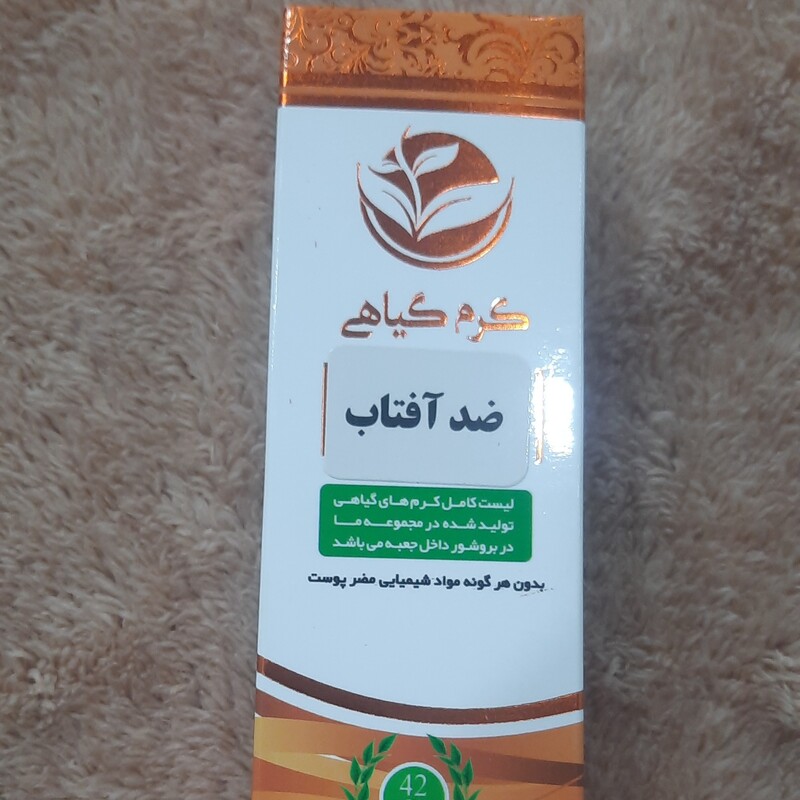 کرم گیاهی
ضد آفتاب
لیست کامل کرم های گیاهی
تولید شده در مجموعه ما
در بروشور داخل جعبه می باشد
بدون هر گونه مواد شیمیایی مضر پوست
42